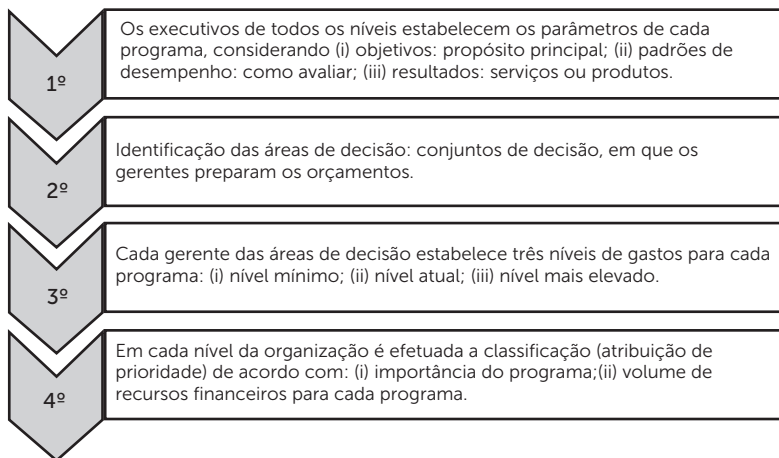 1º
Os executivos de todos os níveis estabelecem os parâmetros de cada
programa, considerando (i) objetivos: propósito principal; (ii) padrões de
desempenho: como avaliar; (iii) resultados: serviços ou produtos.
2º
Identificação das áreas de decisão: conjuntos de decisão, em que os
gerentes preparam os orçamentos.
3º
Cada gerente das áreas de decisão estabelece três níveis de gastos para cada
programa: (i) nível mínimo; (ii) nível atual; (iii) nível mais elevado.
4º
Em cada nível da organização é efetuada a classificação (atribuição de
prioridade) de acordo com: (i) importância do programa;(ii) volume de
recursos financeiros para cada programa.